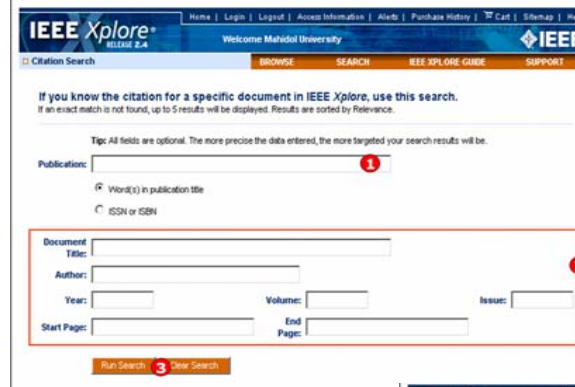 Home | Login | Logout | Access Information | Alerts | Purchase History | Cart | Sitemap |
IEEE Xplore®
RELEASE 2.4
Welcome Mahidol University
IEE
Citation Search
BROWSE SEARCH IEEE XPLORE GUIDE SUPPORT
If you know the citation for a specific document in IEEE Xplore, use this search.
If an exact match is not found, up to 5 results will be displayed. Results are sorted by Relevance.
Tip: All fields are optional. The more precise the data entered, the more targeted your search results will be.
Publication:
1
Word(s) in publication title
ISSN or ISBN
Document
Title:
Author:
Year: Volume: Issue:
Start Page: End
Page:
Run Search 3 Clear Search